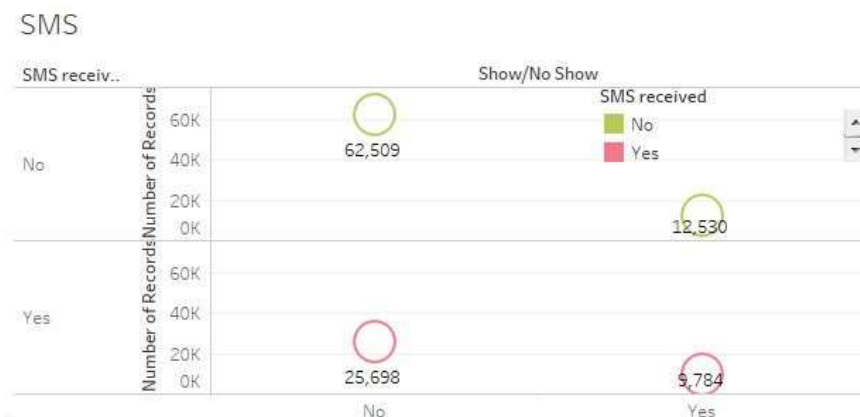 SMS
SMS receiv..
Show/No Show
SMS received
No
Yes
No
Number of Records
60K
40K
20K
0K
62,509
12,530
Yes
Number of Records
60K
40K
20K
0K
25,698
9,784
No
Yes